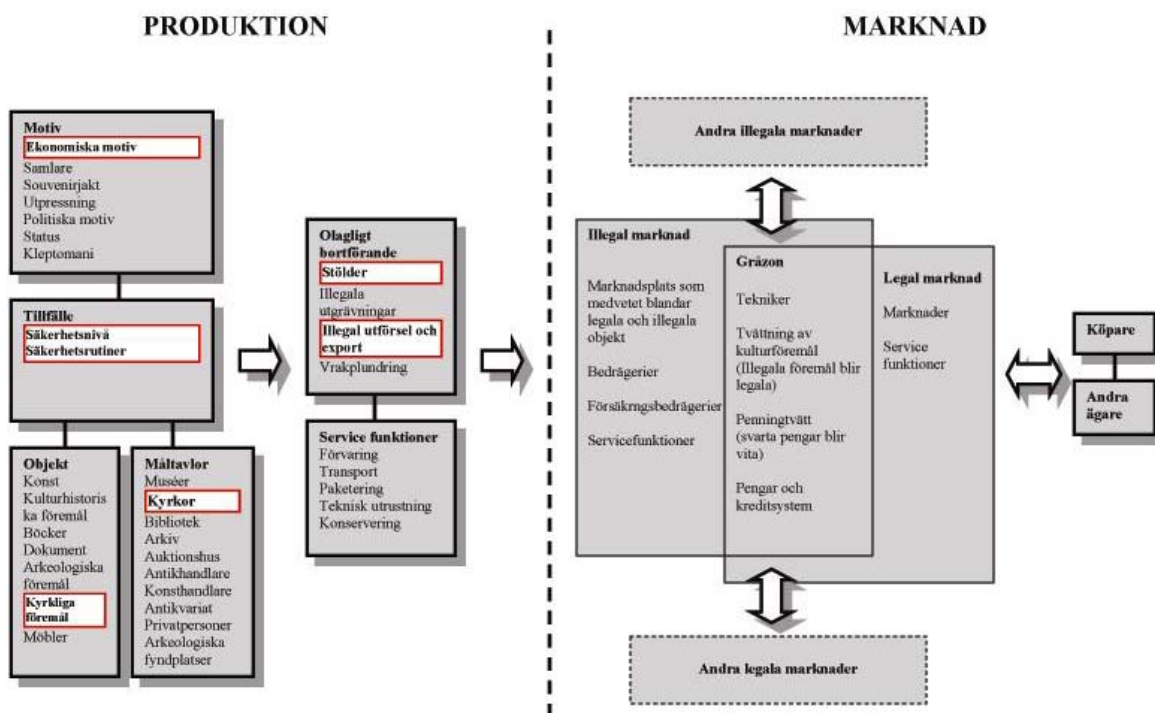 PRODUKTION
Motiv
Ekonomiska motiv
Samlare
Souvenirjakt
Utpressning
Politiska motiv
Status
Kleptomani
Tillfälle
Säkerhetsnivå
Säkerhetsrutiner
Objekt
Konst
Kulturhistoris
ka föremål
Böcker
Dokument
Arkeologiska
föremål
Kyrkliga
föremål
Möbler
Måltavlor
Muséer
Kyrkor
Bibliotek
Arkiv
Auktionshus
Antikhandlare
Konsthandlare
Antikvariat
Privatpersoner
Arkeologiska
fyndplatser
Olagligt
bortförande
Stölder
Illegala
utgrävningar
Illegal utförsel och
export
Vrakplundring
Service funktioner
Förvaring
Transport
Paketering
Teknisk utrustning
Konservering
MARKNAD
Andra illegala marknader
Illegal marknad
Marknadsplats som
medvetet blandar
legala och illegala
objekt
Bedrägerier
Försäkrngsbedrägerier
Servicefunktioner
Gråzon
Tekniker
Tvättning av
kulturföremål
(Illegala föremål blir
legala)
Penningtvätt
(svarta pengar blir
vita)
Pengar och
kreditsystem
Legal marknad
Marknader
Service
funktioner
Köpare
Andra
ägare
Andra legala marknader